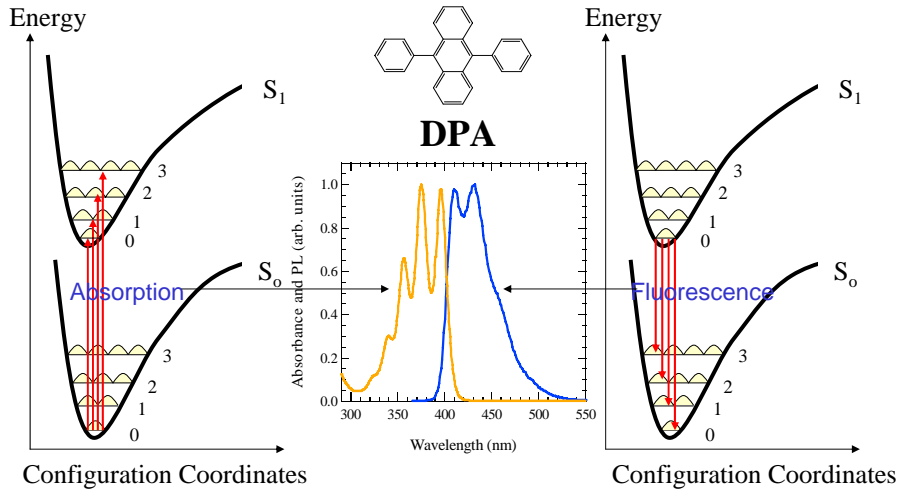 Energy
S1
3
2
1
0
So
Absorption
3
2
1
0
Configuration Coordinates
DPA
Absorbance and PL (arb. units)
1.0
0.8
0.6
0.4
0.2
0.0
300
350
400
450
500
550
Wavelength (nm)
Energy
S1
3
2
1
0
So
Fluorescence
3
2
1
0
Configuration Coordinates